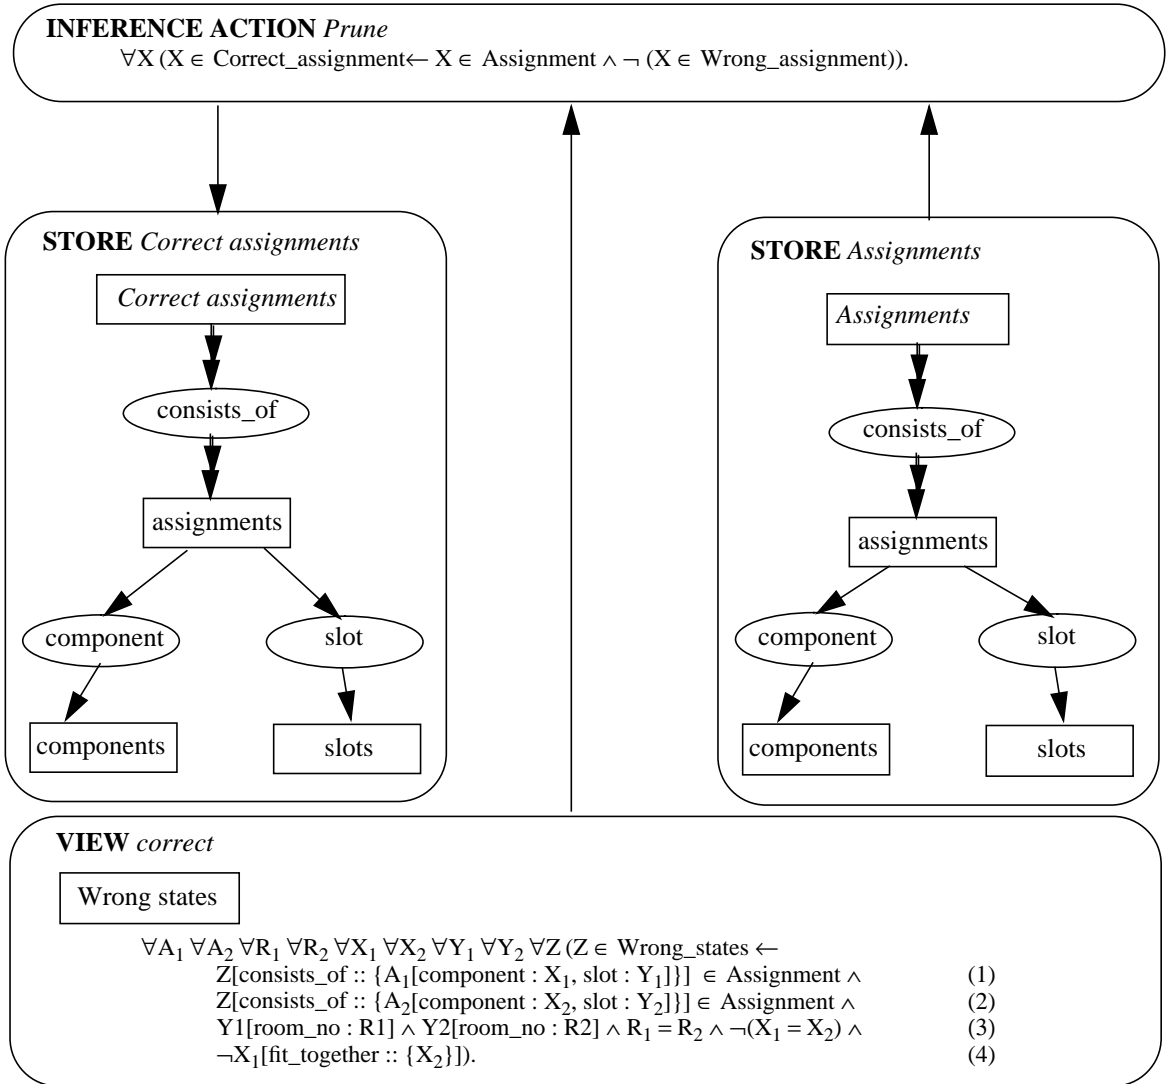 INFERENCE ACTION Prune
∀X (X ∈ Correct_assignment← X ∈ Assignment ∧ ¬ (X ∈ Wrong_assignment)).
STORE Correct assignments
Correct assignments
consists_of
assignments
component
slot
components
slots
STORE Assignments
Assignments
consists_of
assignments
component
slot
components
slots
VIEW correct
Wrong states
∀A₁ ∀A₂ ∀R₁ ∀R₂ ∀X₁ ∀X₂ ∀Y₁ ∀Y₂ ∀Z (Z ∈ Wrong_states ←
Z[consists_of :: {A₁[component : X₁, slot : Y₁]}] ∈ Assignment ∧ (1)
Z[consists_of :: {A₂[component : X₂, slot : Y₂]}] ∈ Assignment ∧ (2)
Y1[room_no : R1] ∧ Y2[room_no : R2] ∧ R₁ = R₂ ∧ ¬(X₁ = X₂) ∧ (3)
¬X₁[fit_together :: {X₂}]). (4)